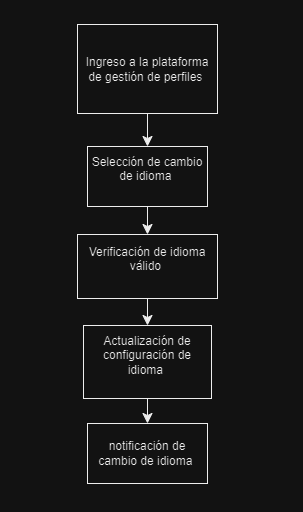 Ingreso a la plataforma
de gestión de perfiles
Selección de cambio
de idioma
Verificación de idioma
válido
Actualización de
configuración de
idioma
notificación de
cambio de idioma